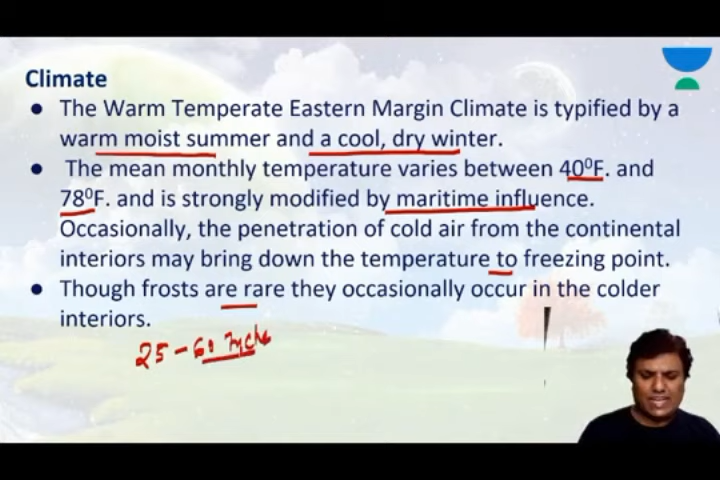 Climate
● The Warm Temperate Eastern Margin Climate is typified by a
warm moist summer and a cool, dry winter.
● The mean monthly temperature varies between 40⁰F. and
78⁰F. and is strongly modified by maritime influence.
Occasionally, the penetration of cold air from the continental
interiors may bring down the temperature to freezing point.
● Though frosts are rare they occasionally occur in the colder
interiors.
25 - 60 Inche